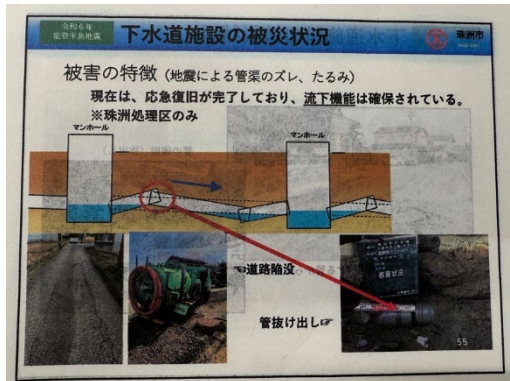 令和6年
能登半島地震
下水道施設の被災状況
珠洲市
被害の特徴（地震による管渠のズレ、たるみ）
現在は、応急復旧が完了しており、流下機能は確保されている。
※珠洲処理区のみ
マンホール
マンホール
☜道路陥没
管抜け出し☞
被害状況
55